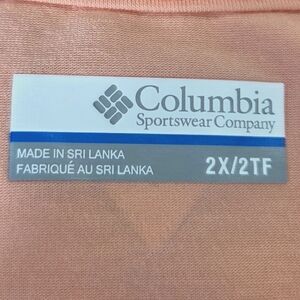 Columbia
Sportswear Company
MADE IN SRI LANKA
FABRIQUÉ AU SRI LANKA
2X/2TF